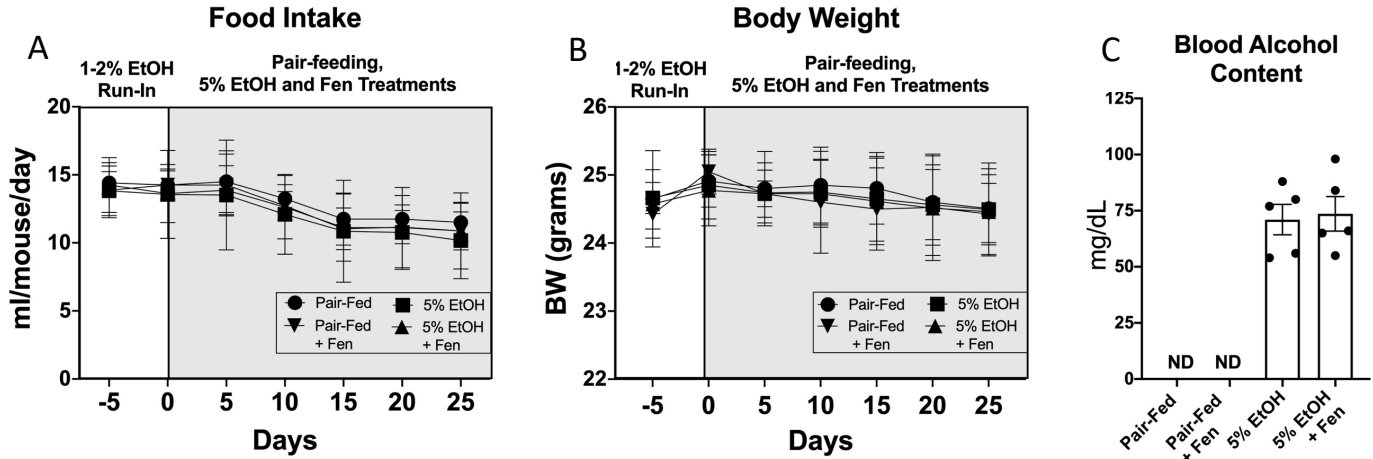 Food Intake
A
1-2% EtOH
Run-In
Pair-feeding,
5% EtOH and Fen Treatments
20
15
10
5
0
ml/mouse/day
Pair-Fed
5% EtOH
Pair-Fed
+ Fen
5% EtOH
+ Fen
-5
0
5
10
15
20
25
Days
Body Weight
B
1-2% EtOH
Run-In
Pair-feeding,
5% EtOH and Fen Treatments
26
25
24
23
22
BW (grams)
Pair-Fed
5% EtOH
Pair-Fed
+ Fen
5% EtOH
+ Fen
-5
0
5
10
15
20
25
Days
C
Blood Alcohol
Content
125
100
75
50
25
0
mg/dL
ND
ND
Pair-Fed
Pair-Fed
+ Fen
5% EtOH
5% EtOH
+ Fen